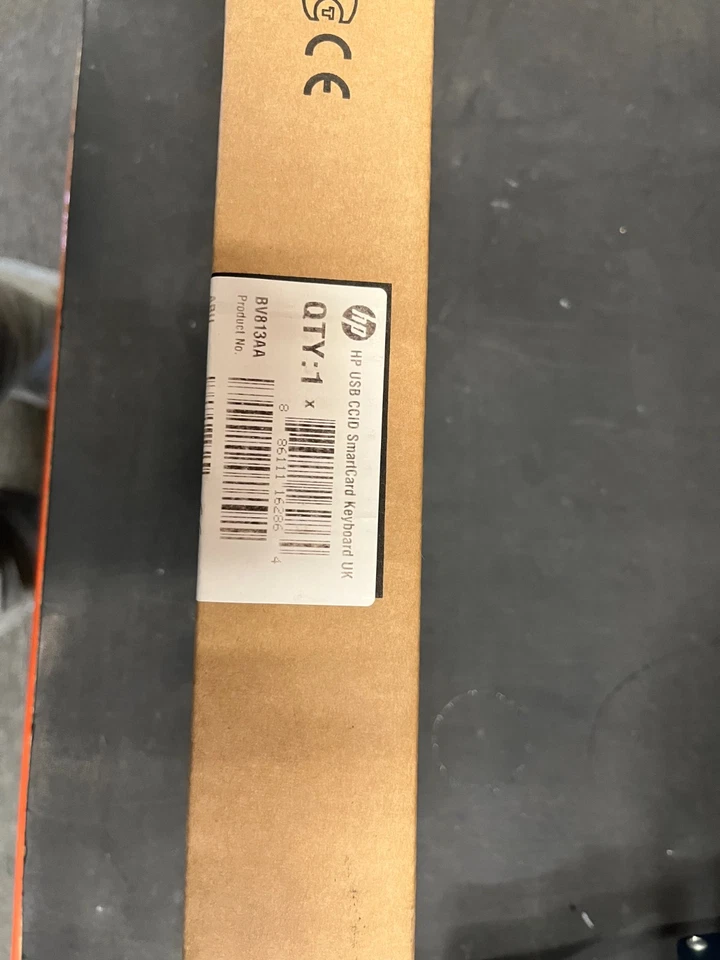 CE
hp
HP USB CCID SmartCard Keyboard UK
QTY:1 x
8 86111 16286 4
BV813AA
Product No.